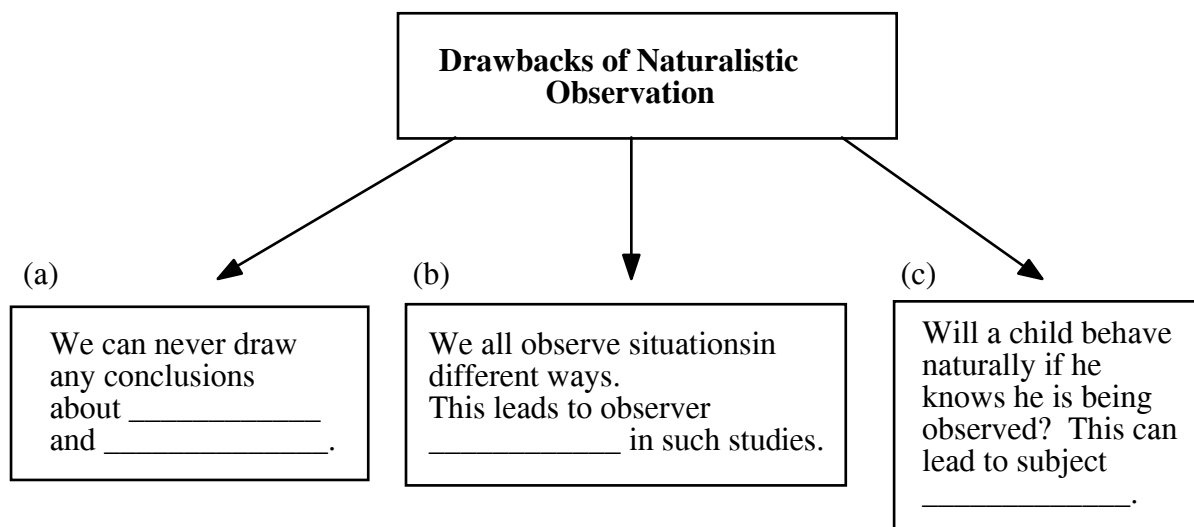 Drawbacks of Naturalistic
Observation
(a)
We can never draw
any conclusions
about ____________
and ______________.
(b)
We all observe situationsin
different ways.
This leads to observer
____________ in such studies.
(c)
Will a child behave
naturally if he
knows he is being
observed?  This can
lead to subject
_____________.